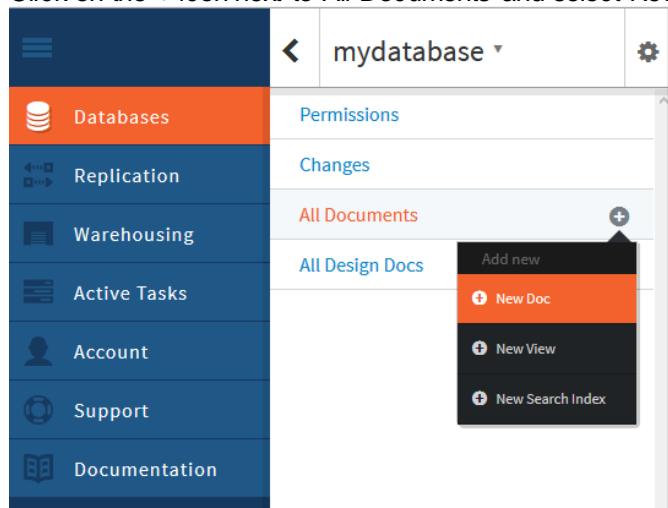 mydatabase
Databases
Permissions
Replication
Changes
Warehousing
All Documents
All Design Docs
Add new
Active Tasks
New Doc
Account
New View
Support
New Search Index
Documentation